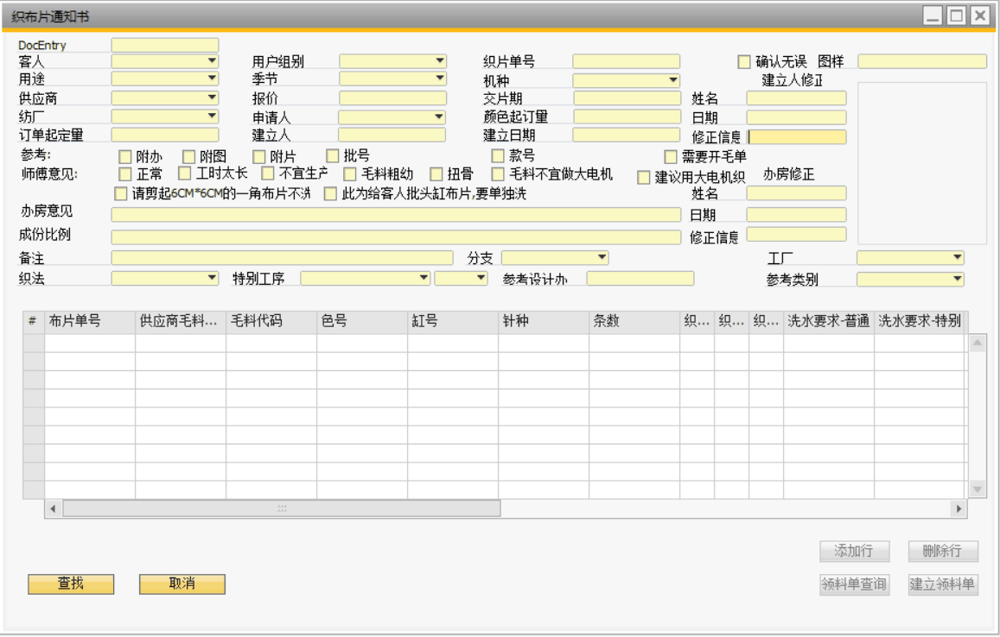 织布片通知书
DocEntry
客人 用户组别 织片单号 确认无误 图样
用途 季节 机种 建立人修正
供应商 报价 交片期 姓名
纺厂 申请人 颜色起订量 日期
订单起定量 建立人 建立日期 修正信息
参考: 附办 附图 附片 批号 款号 需要开毛单
师傅意见: 正常 工时太长 不宜生产 毛料粗幼 扭骨 毛料不宜做大电机 建议用大电机织 办房修正
请剪起6CM*6CM的一角布片不洗 此为给客人批头缸布片,要单独洗 姓名
办房意见 日期
成份比例 修正信息
备注 分支 工厂
织法 特别工序 参考设计办 参考类别
# 布片单号 供应商毛料... 毛料代码 色号 缸号 针种 条数 织... 织... 织... 洗水要求-普通 洗水要求-特别
添加行 删除行
查找 取消 领料单查询 建立领料单